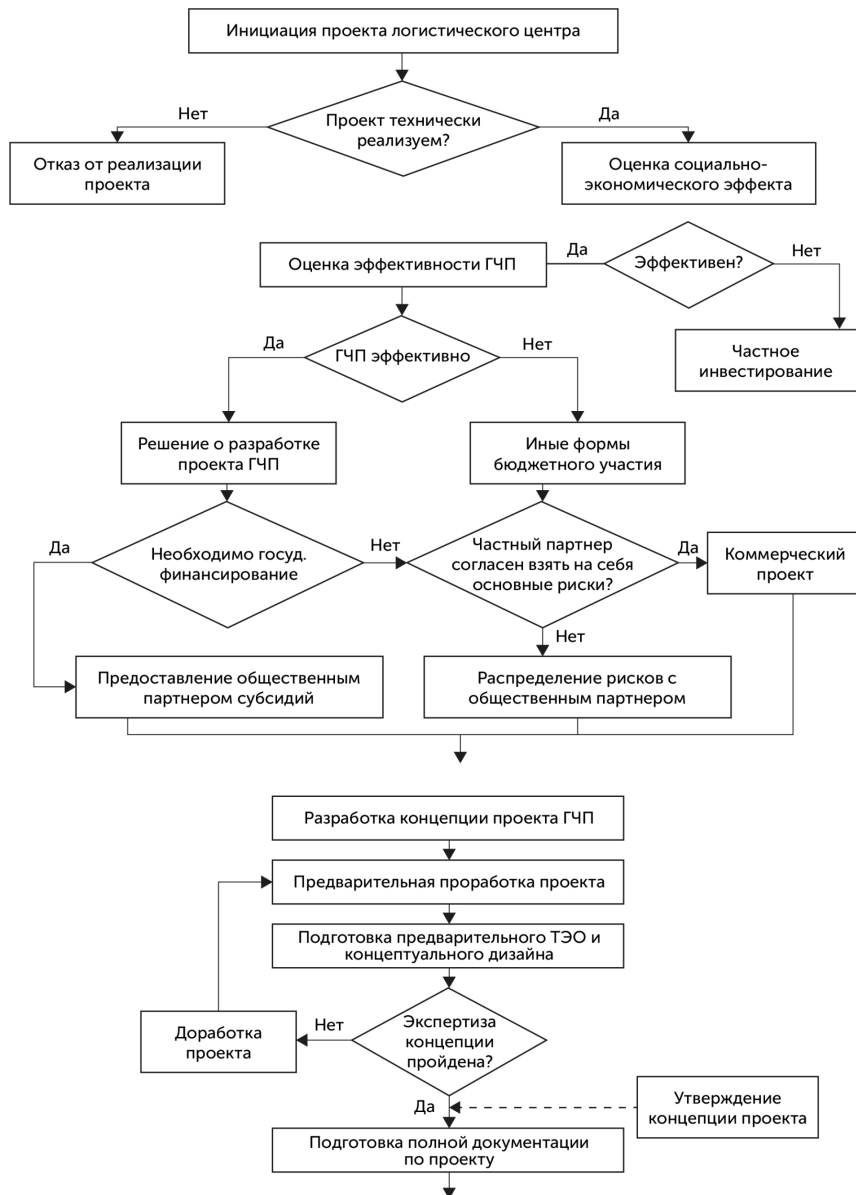 Инициация проекта логистического центра
Нет
Проект технически
реализуем?
Да
Отказ от реализации
проекта
Оценка социально-
экономического эффекта
Оценка эффективности ГЧП
Да
Эффективен?
Нет
Да
ГЧП эффективно
Нет
Частное
инвестирование
Решение о разработке
проекта ГЧП
Иные формы
бюджетного участия
Да
Необходимо госуд.
финансирование
Нет
Частный партнер
согласен взять на себя
основные риски?
Да
Коммерческий
проект
Нет
Предоставление общественным
партнером субсидий
Распределение рисков с
общественным партнером
Разработка концепции проекта ГЧП
Предварительная проработка проекта
Подготовка предварительного ТЭО и
концептуального дизайна
Доработка
проекта
Нет
Экспертиза
концепции
пройдена?
Да
Утверждение
концепции проекта
Подготовка полной документации
по проекту